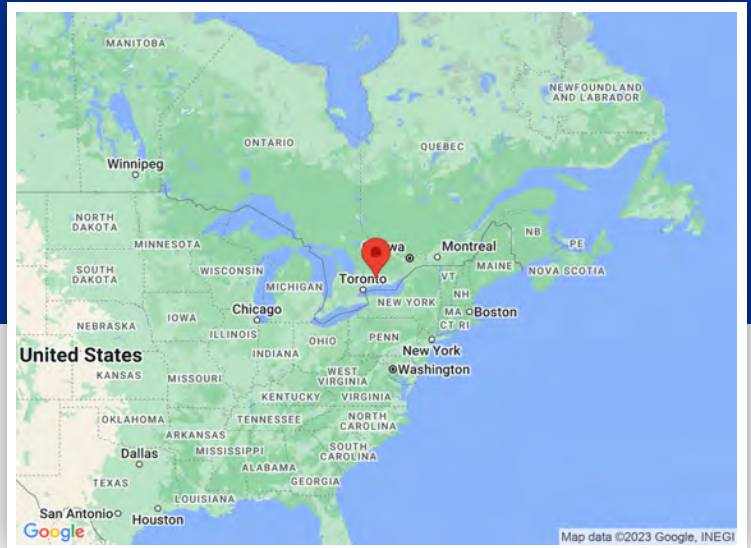 MANITOBA
NEWFOUNDLAND
AND LABRADOR
ONTARIO
QUEBEC
Winnipeg
NORTH
DAKOTA
MINNESOTA
wa
Montreal
NB
PE
SOUTH
DAKOTA
WISCONSIN
MICHIGAN
Toronto
VT
MAINE
NOVA SCOTIA
NH
NEW YORK
Chicago
MA
Boston
CT RI
NEBRASKA
IOWA
ILLINOIS
OHIO
PENN
New York
United States
INDIANA
KANSAS
MISSOURI
WEST
VIRGINIA
Washington
KENTUCKY
VIRGINIA
OKLAHOMA
TENNESSEE
NORTH
CAROLINA
ARKANSAS
Dallas
MISSISSIPPI
SOUTH
CAROLINA
ALABAMA
TEXAS
GEORGIA
LOUISIANA
San Antonio
Houston
Google
Map data ©2023 Google, INEGI